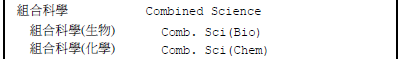 組合科學 Combined Science
組合科學(生物) Comb. Sci(Bio)
組合科學(化學) Comb. Sci(Chem)